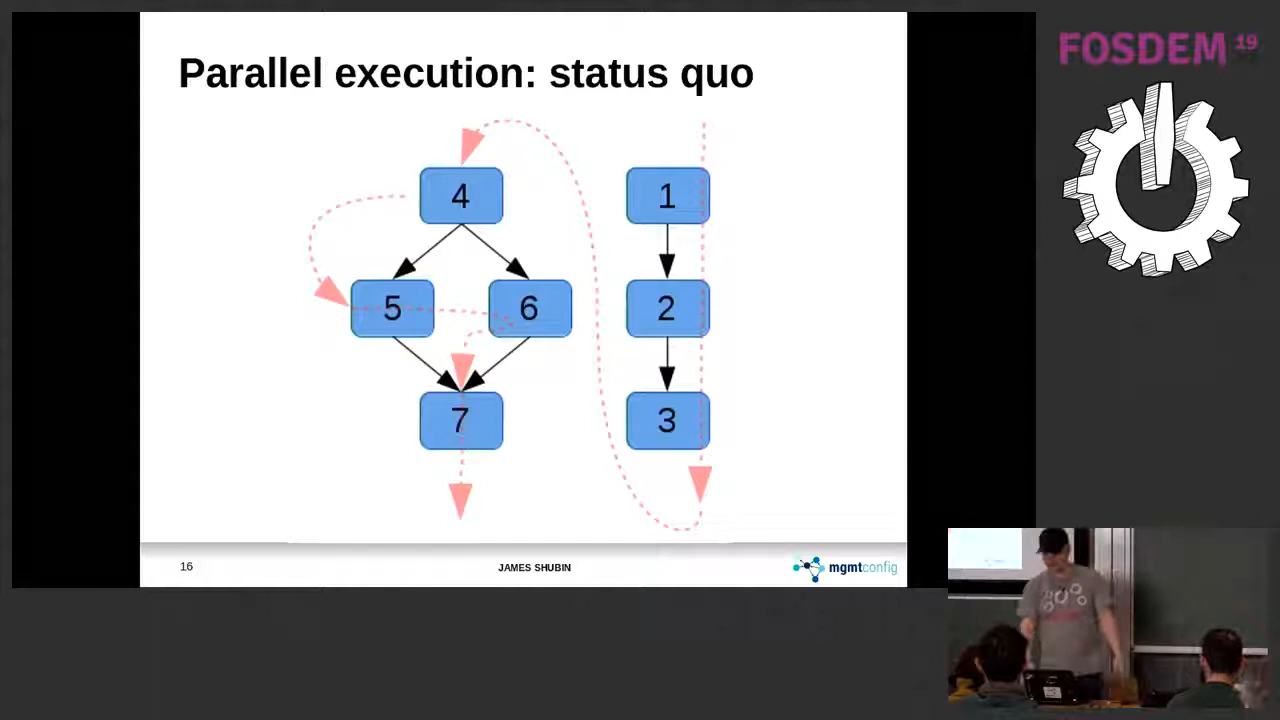 Parallel execution: status quo
4
1
5
6
2
7
3
16
JAMES SHUBIN
mgmtconfig
FOSDEM 19